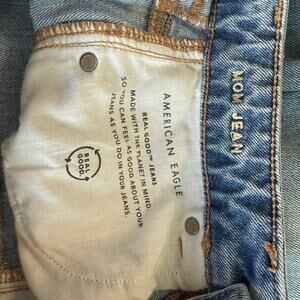 MOM JEAN
AMERICAN EAGLE
REAL GOOD™ JEANS
MADE WITH THE PLANET IN MIND,
SO YOU CAN FEEL AS GOOD ABOUT YOUR
JEANS AS YOU DO IN YOUR JEANS.
REAL
GOOD.